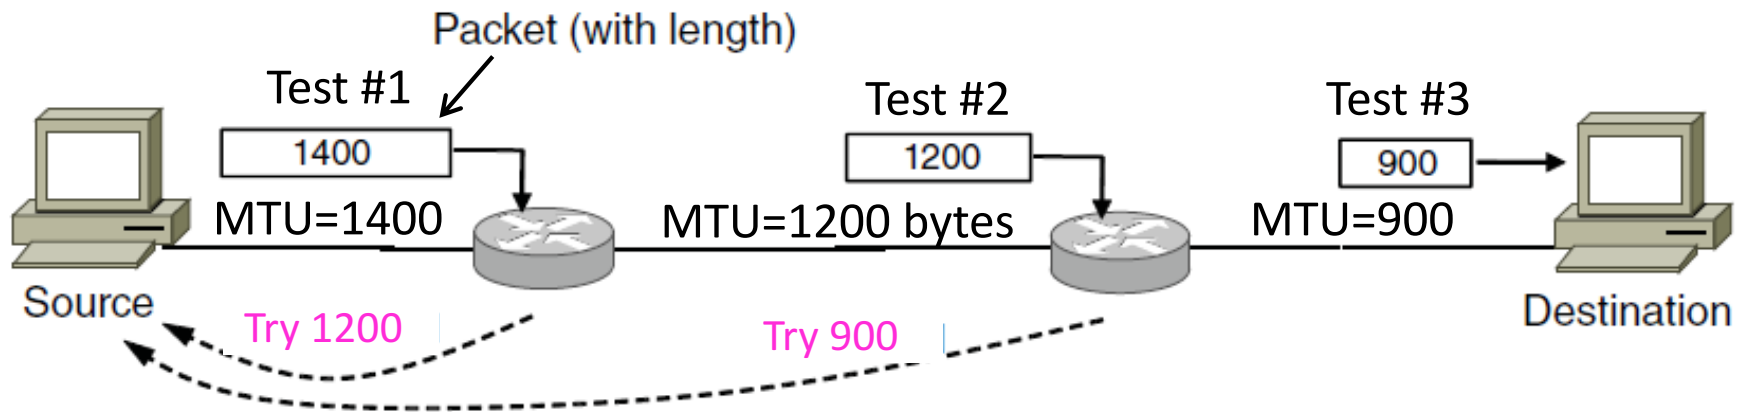 Packet (with length)
Test #1
Test #2
Test #3
1400
1200
900
MTU=1400
MTU=1200 bytes
MTU=900
Source
Try 1200
Try 900
Destination